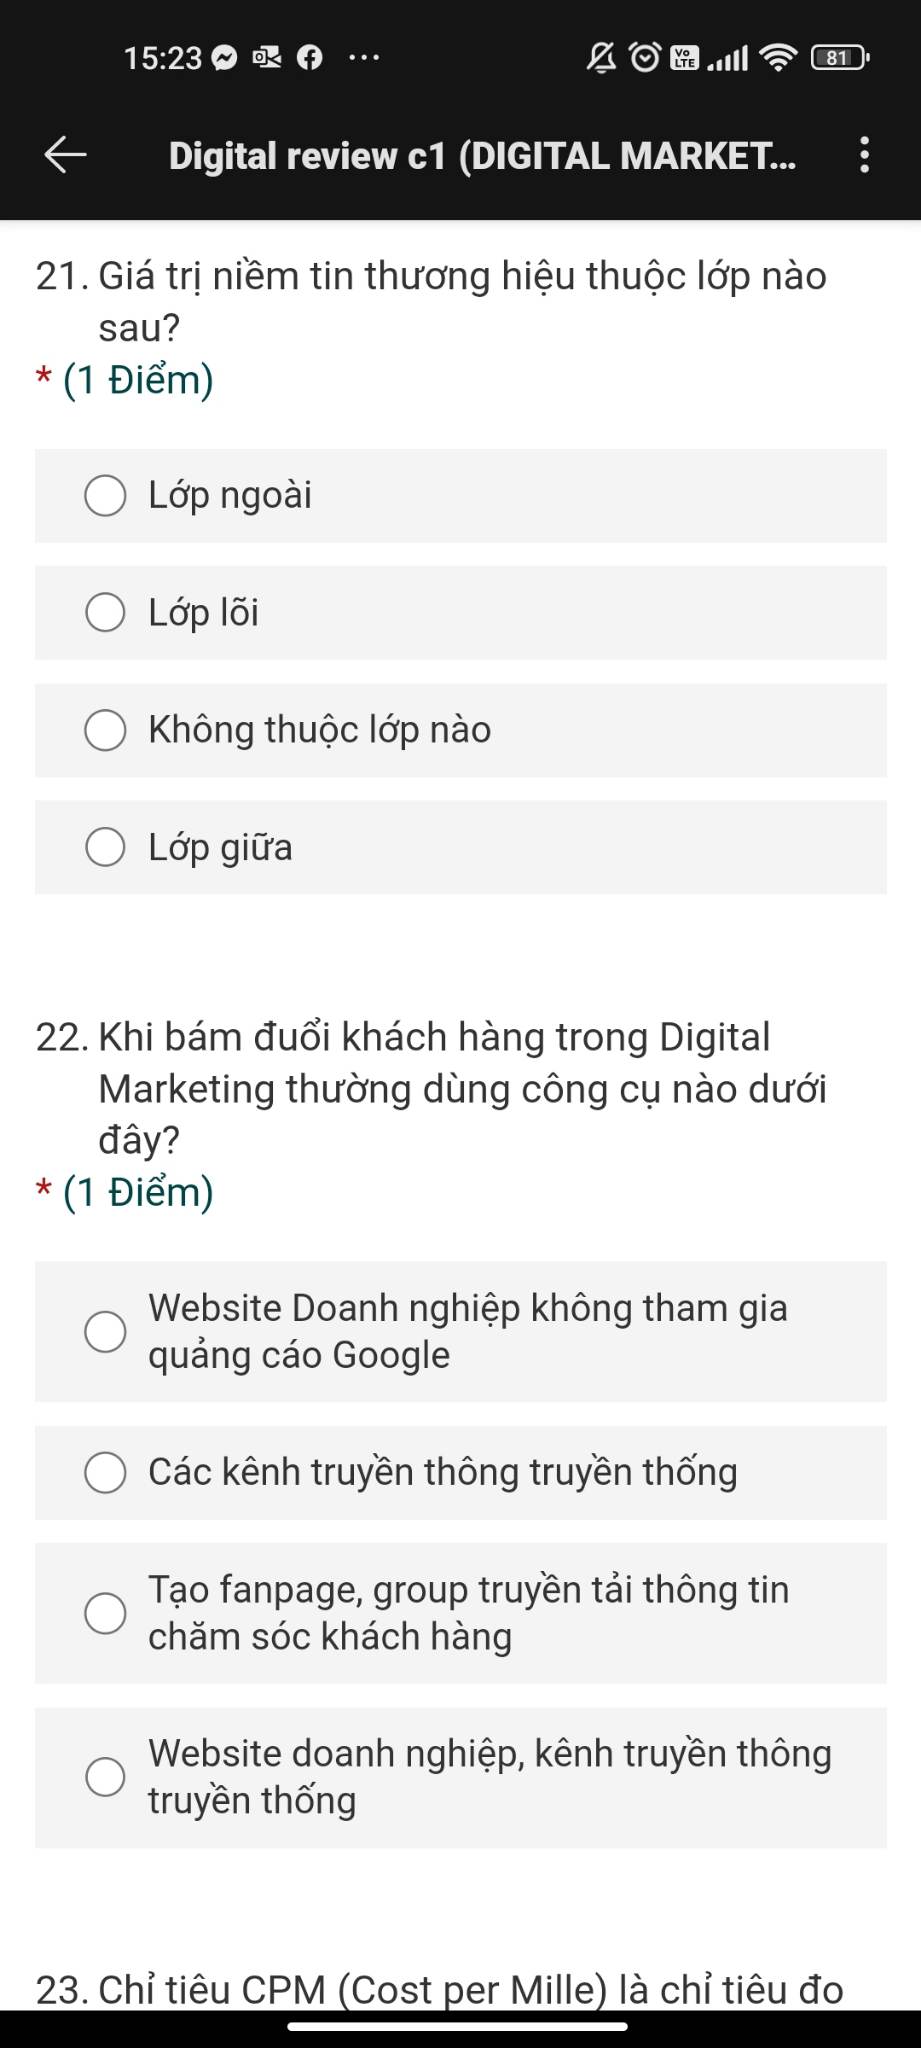 15:23
Vo LTE
81
Digital review c1 (DIGITAL MARKET...
21. Giá trị niềm tin thương hiệu thuộc lớp nào
sau?
* (1 Điểm)
Lớp ngoài
Lớp lõi
Không thuộc lớp nào
Lớp giữa
22. Khi bám đuổi khách hàng trong Digital
Marketing thường dùng công cụ nào dưới
đây?
* (1 Điểm)
Website Doanh nghiệp không tham gia
quảng cáo Google
Các kênh truyền thông truyền thống
Tạo fanpage, group truyền tải thông tin
chăm sóc khách hàng
Website doanh nghiệp, kênh truyền thông
truyền thống
23. Chỉ tiêu CPM (Cost per Mille) là chỉ tiêu đo